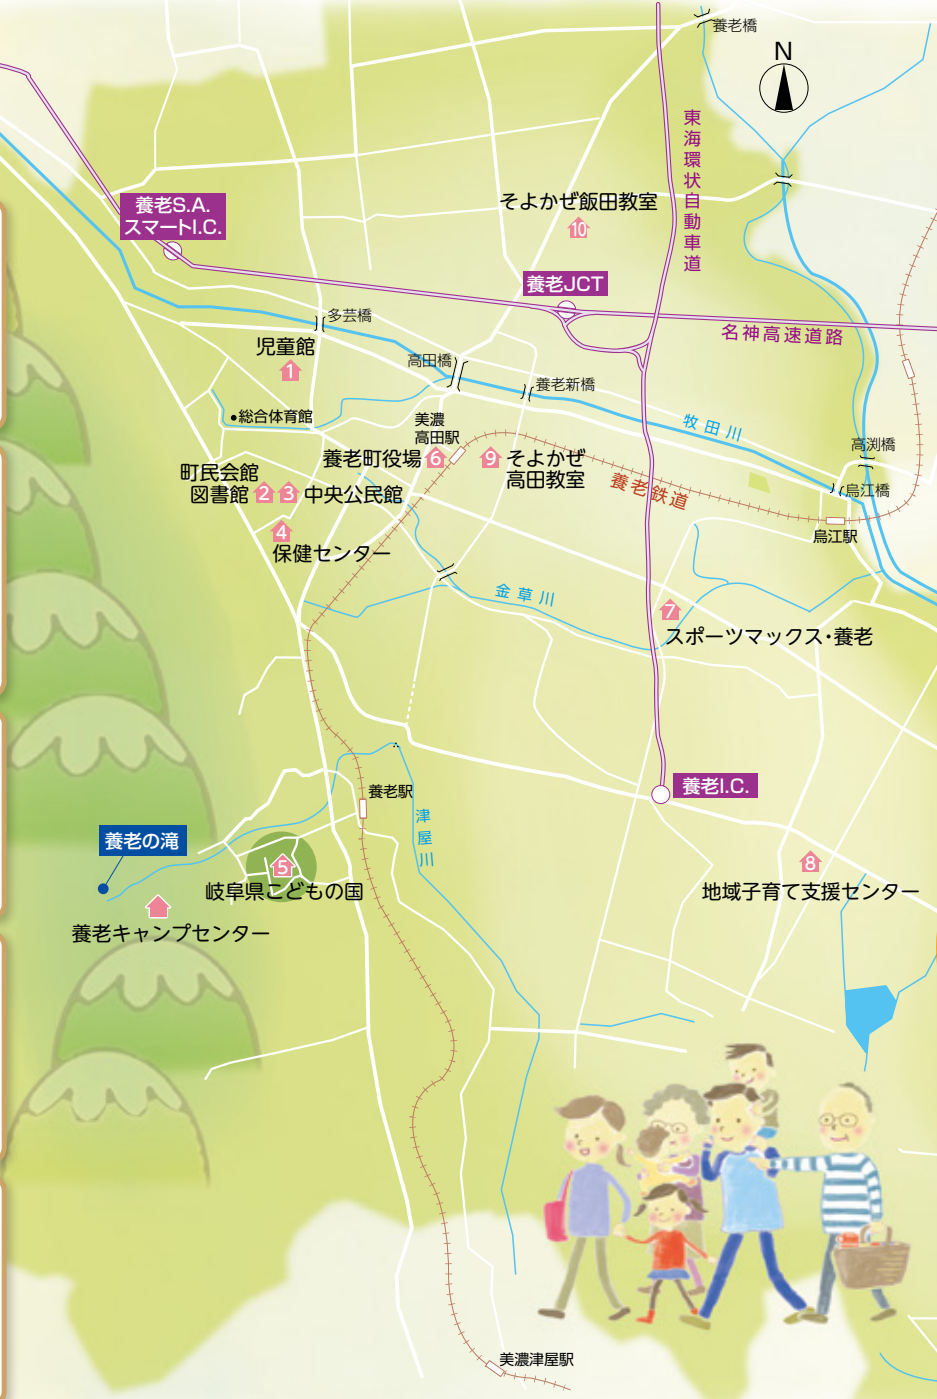 養老橋
N
東海環状自動車道
養老S.A.
スマートI.C.
そよかぜ飯田教室
10
養老JCT
多芸橋
名神高速道路
児童館
1
高田橋
養老新橋
総合体育館
美濃
高田駅
牧田川
高渕橋
養老町役場
6
9
そよかぜ
高田教室
町民会館
図書館
2
3
中央公民館
養老鉄道
烏江橋
烏江駅
4
保健センター
金草川
7
スポーツマックス・養老
養老駅
養老I.C.
津屋川
養老の滝
5
岐阜県こどもの国
8
地域子育て支援センター
養老キャンプセンター
美濃津屋駅